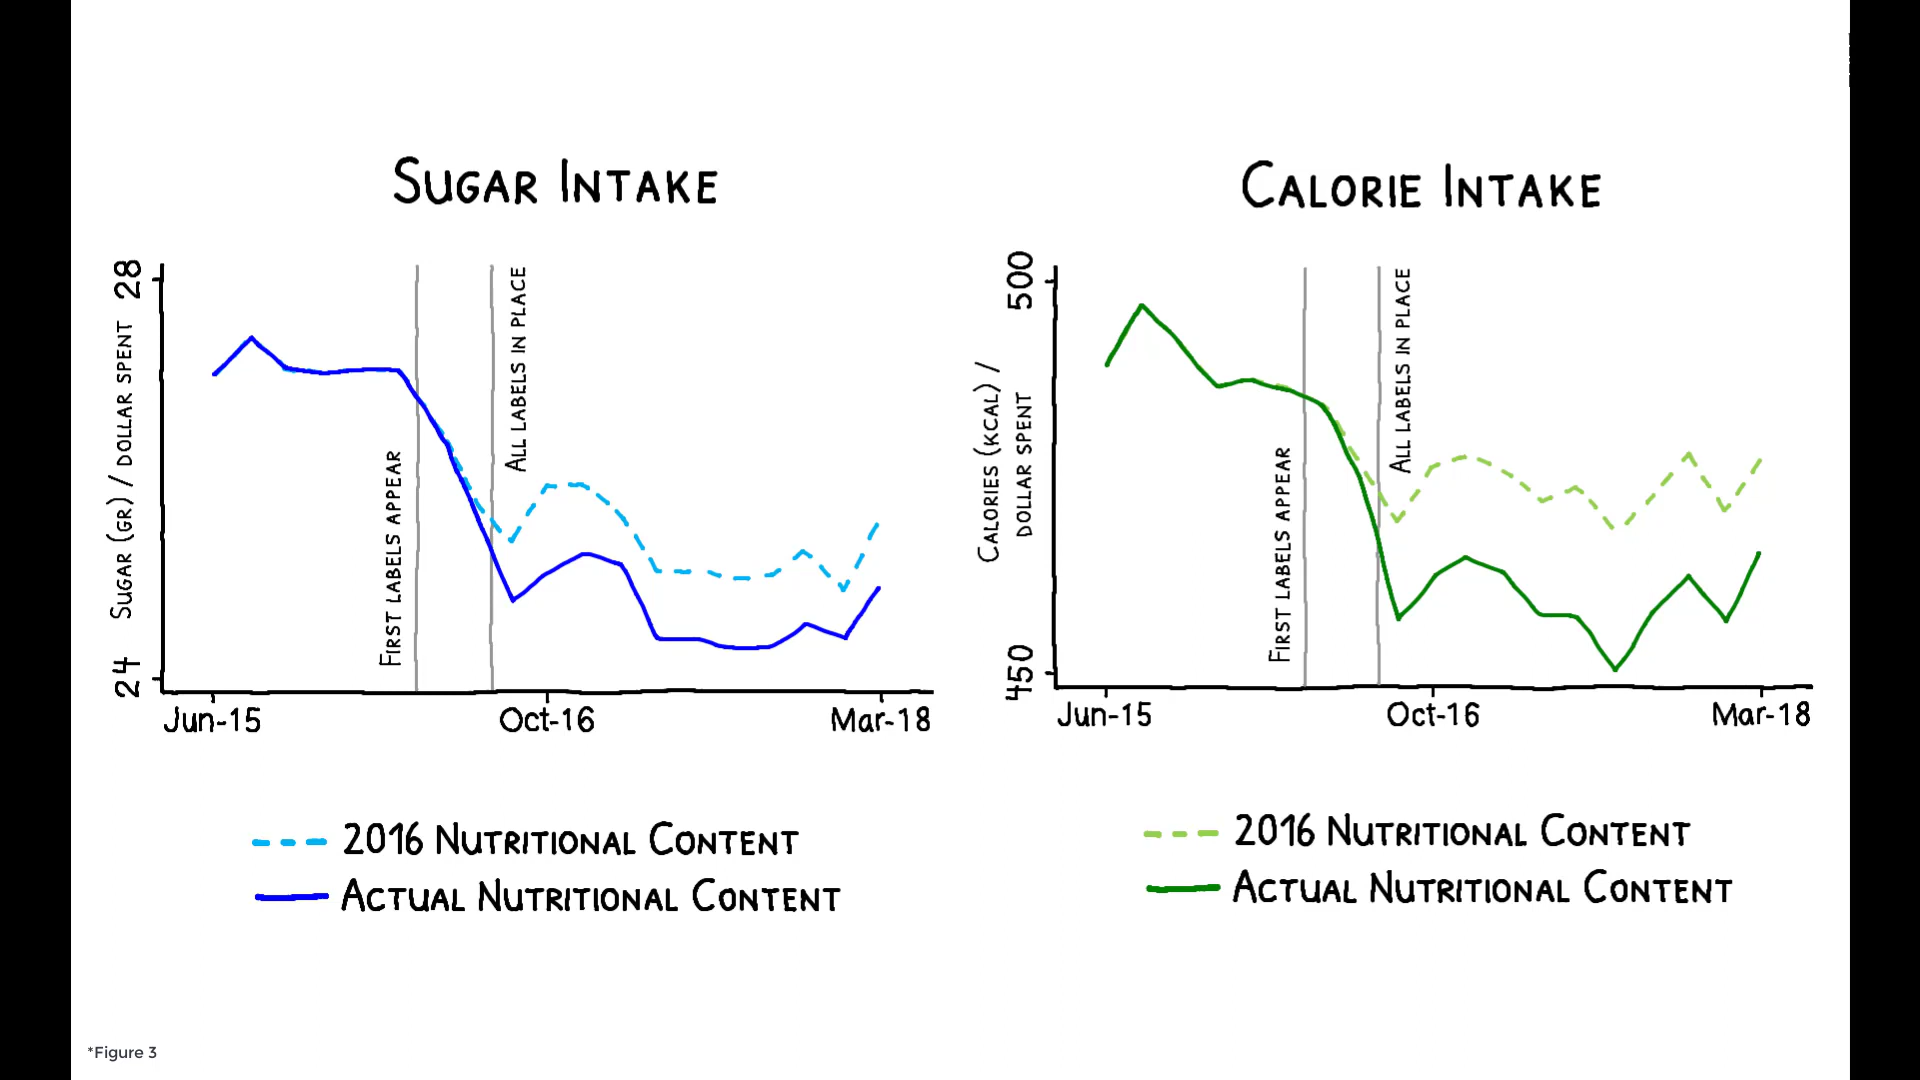 SUGAR INTAKE
28
SUGAR (GR) / DOLLAR SPENT
24
FIRST LABELS APPEAR
ALL LABELS IN PLACE
Jun-15
Oct-16
Mar-18
2016 NUTRITIONAL CONTENT
ACTUAL NUTRITIONAL CONTENT
CALORIE INTAKE
500
CALORIES (KCAL) /
DOLLAR SPENT
450
FIRST LABELS APPEAR
ALL LABELS IN PLACE
Jun-15
Oct-16
Mar-18
2016 NUTRITIONAL CONTENT
ACTUAL NUTRITIONAL CONTENT
*Figure 3